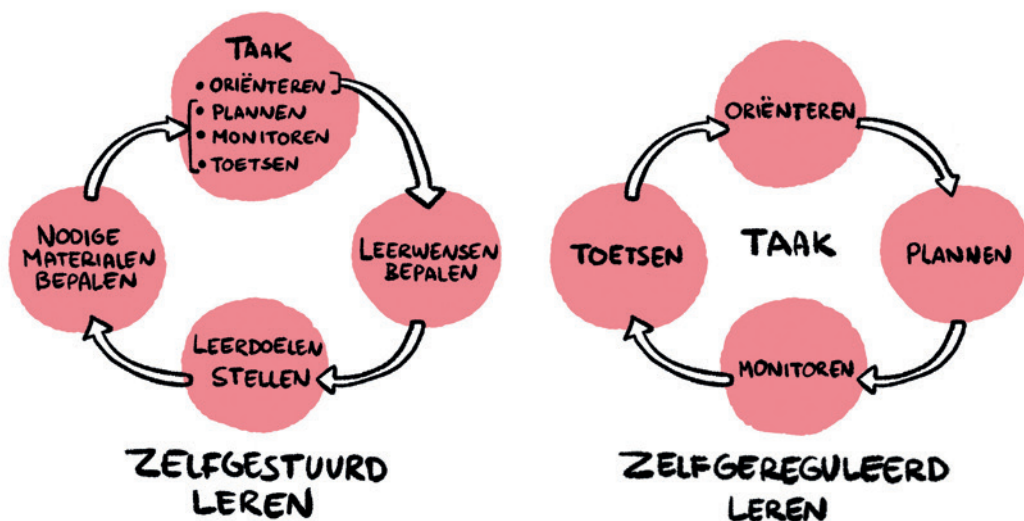 TAAK
• ORIËNTEREN
• PLANNEN
• MONITOREN
• TOETSEN
LEERWENSEN
BEPALEN
LEERDOELEN
STELLEN
NODIGE
MATERIALEN
BEPALEN
ZELFGESTUURD
LEREN
ORIËNTEREN
PLANNEN
MONITOREN
TOETSEN
TAAK
ZELFGEREGULEERD
LEREN